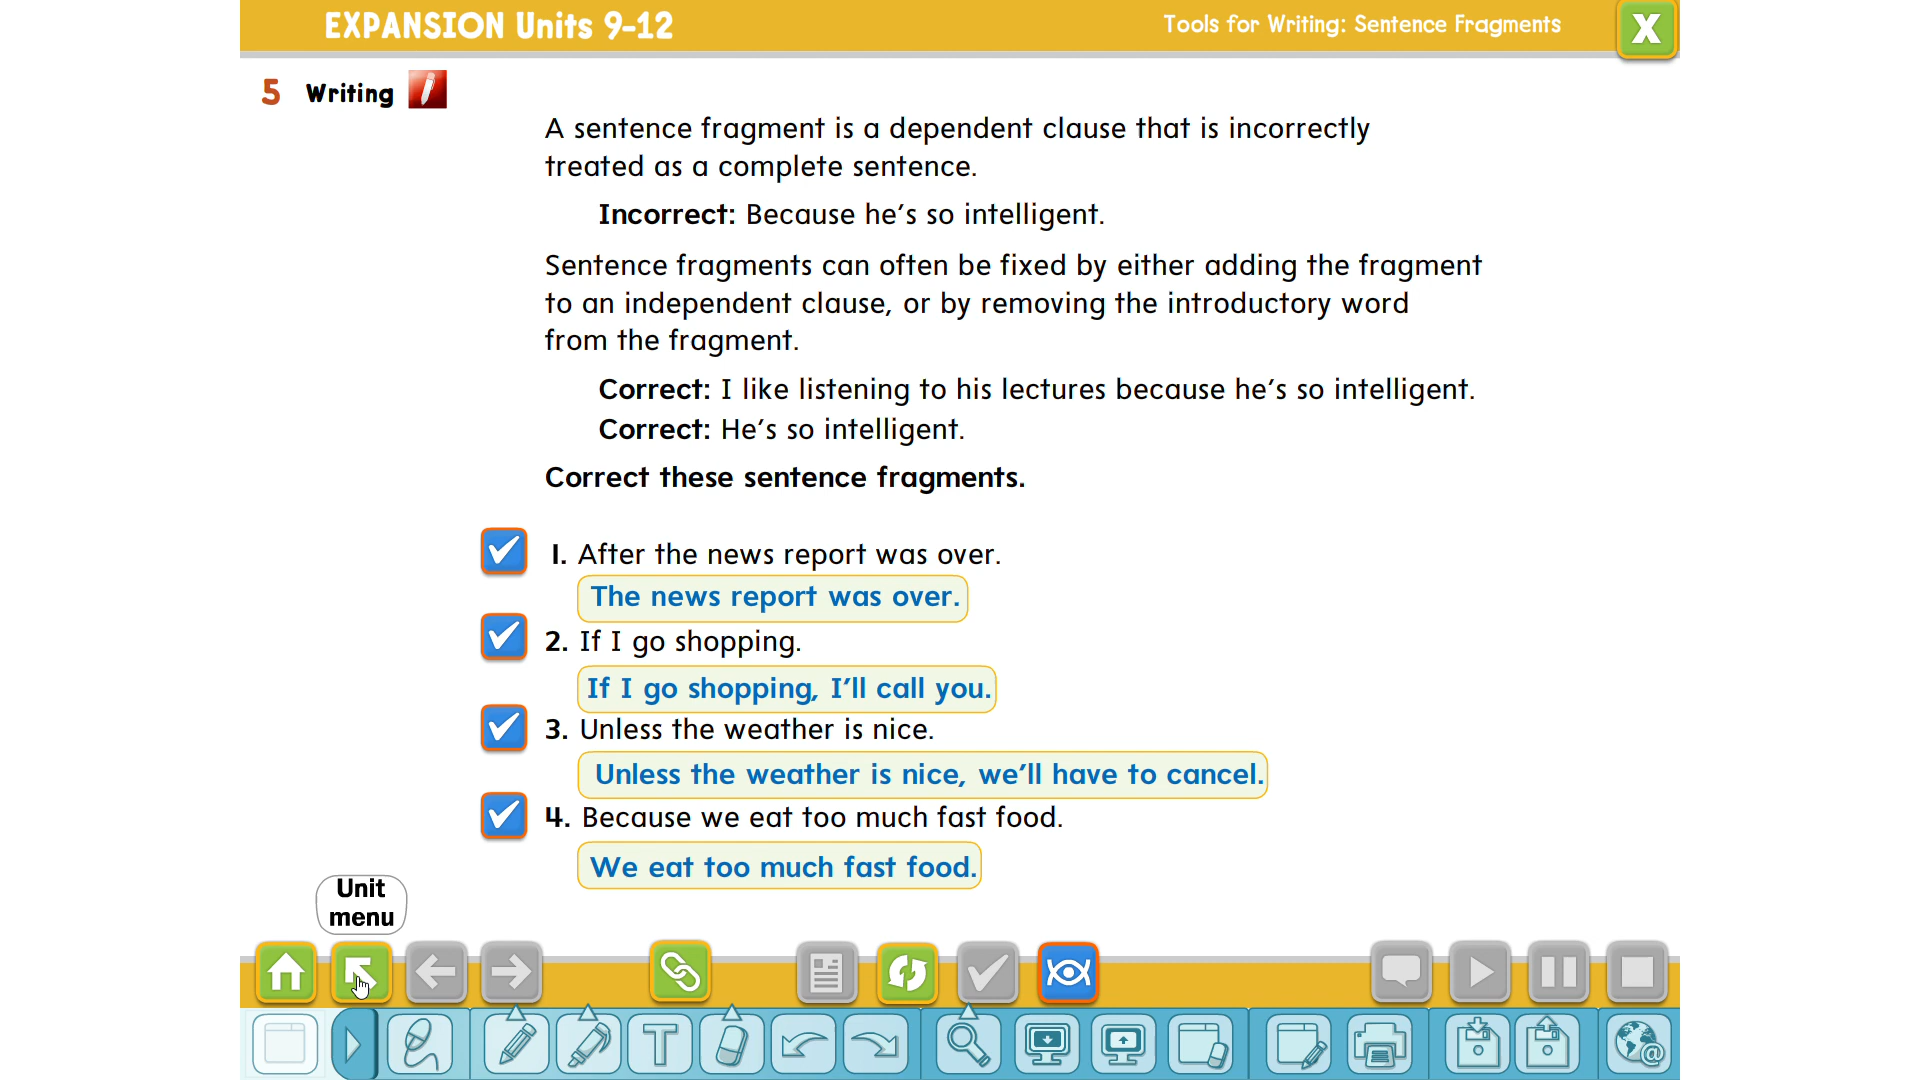 EXPANSION Units 9-12
Tools for Writing: Sentence Fragments
X
5 Writing
A sentence fragment is a dependent clause that is incorrectly
treated as a complete sentence.
Incorrect: Because he's so intelligent.
Sentence fragments can often be fixed by either adding the fragment
to an independent clause, or by removing the introductory word
from the fragment.
Correct: I like listening to his lectures because he's so intelligent.
Correct: He's so intelligent.
Correct these sentence fragments.
1. After the news report was over.
The news report was over.
2. If I go shopping.
If I go shopping, I'll call you.
3. Unless the weather is nice.
Unless the weather is nice, we'll have to cancel.
4. Because we eat too much fast food.
We eat too much fast food.
Unit
menu
T
@